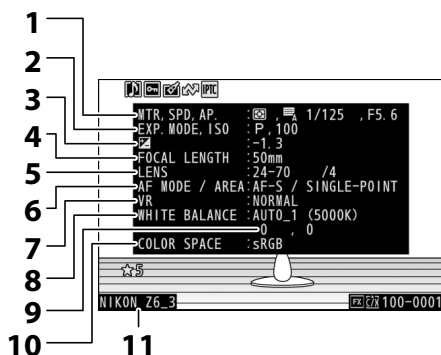 1
2
3
4
5
6
7
8
9
10
11
IPTC
MTR, SPD, AP. : , A 1/125 , F5.6
EXP. MODE, ISO : P, 100
: -1.3
FOCAL LENGTH : 50mm
LENS : 24-70 /4
AF MODE / AREA : AF-S / SINGLE-POINT
VR : NORMAL
WHITE BALANCE : AUTO_1 (5000K)
: 0 , 0
COLOR SPACE : sRGB
☆5
NIKON Z6_3
FX 100-0001